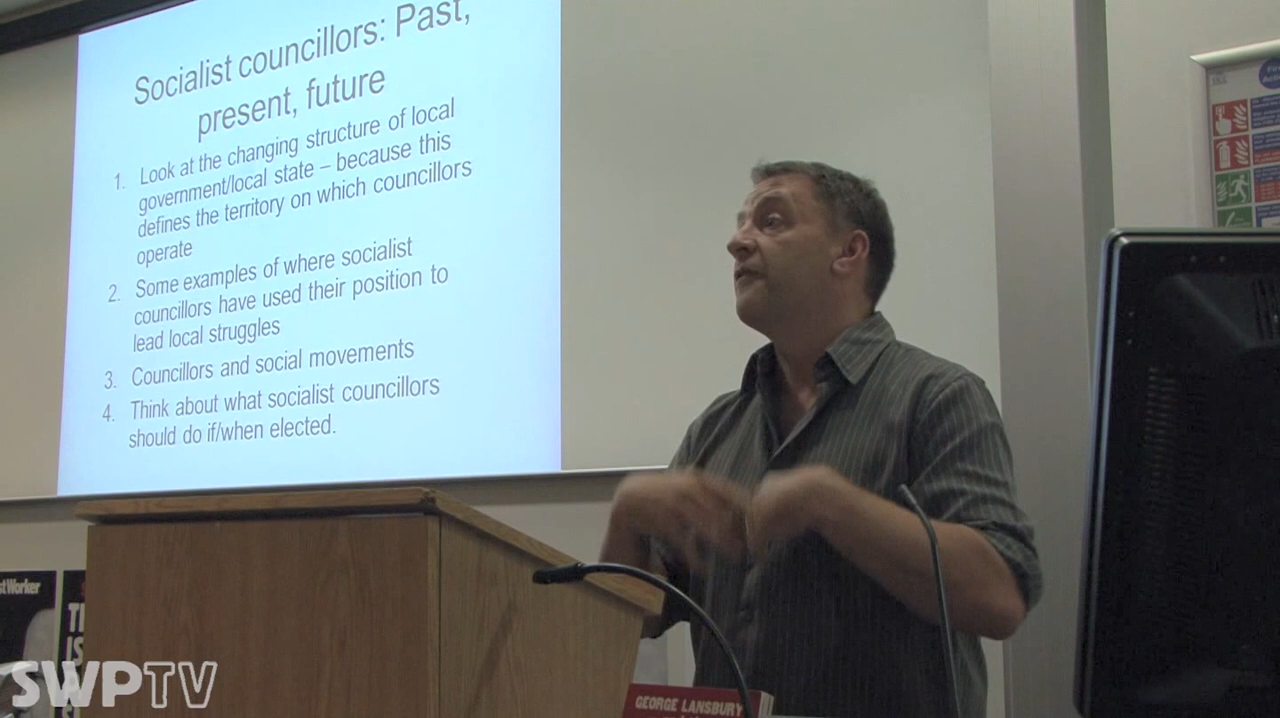 Socialist councillors: Past,
present, future
1. Look at the changing structure of local
government/local state – because this
defines the territory on which councillors
operate
2. Some examples of where socialist
councillors have used their position to
lead local struggles
3. Councillors and social movements
4. Think about what socialist councillors
should do if/when elected.
stWorker
IS
SWPTV
GEORGE LANSBURY